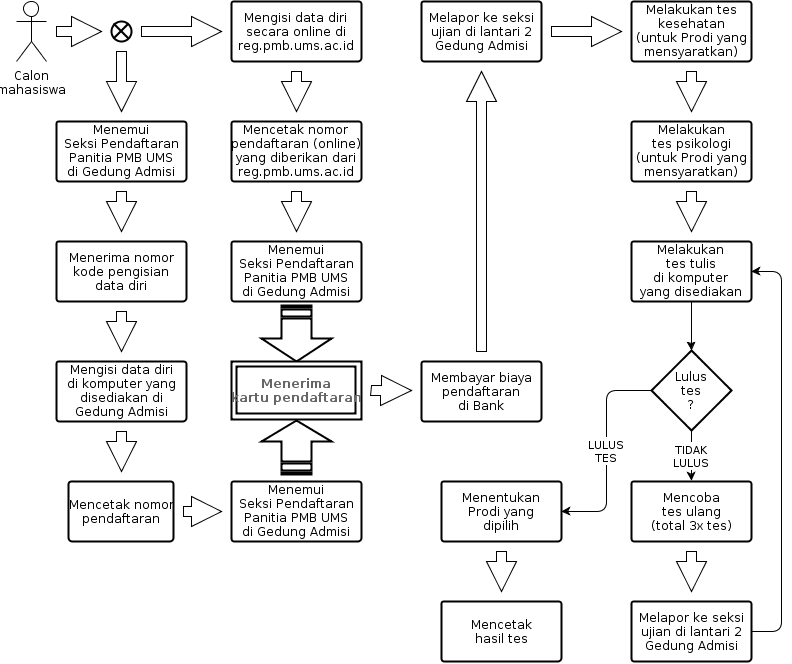 Calon
mahasiswa
Mengisi data diri
secara online di
reg.pmb.ums.ac.id
Melapor ke seksi
ujian di lantari 2
Gedung Admisi
Melakukan tes
kesehatan
(untuk Prodi yang
mensyaratkan)
Menemui
Seksi Pendaftaran
Panitia PMB UMS
di Gedung Admisi
Mencetak nomor
pendaftaran (online)
yang diberikan dari
reg.pmb.ums.ac.id
Melakukan
tes psikologi
(untuk Prodi yang
mensyaratkan)
Menerima nomor
kode pengisian
data diri
Menemui
Seksi Pendaftaran
Panitia PMB UMS
di Gedung Admisi
Melakukan
tes tulis
di komputer
yang disediakan
Mengisi data diri
di komputer yang
disediakan di
Gedung Admisi
Menerima
kartu pendaftaran
Membayar biaya
pendaftaran
di Bank
Lulus
tes
?
LULUS
TES
TIDAK
LULUS
Mencetak nomor
pendaftaran
Menemui
Seksi Pendaftaran
Panitia PMB UMS
di Gedung Admisi
Menentukan
Prodi yang
dipilih
Mencoba
tes ulang
(total 3x tes)
Mencetak
hasil tes
Melapor ke seksi
ujian di lantari 2
Gedung Admisi